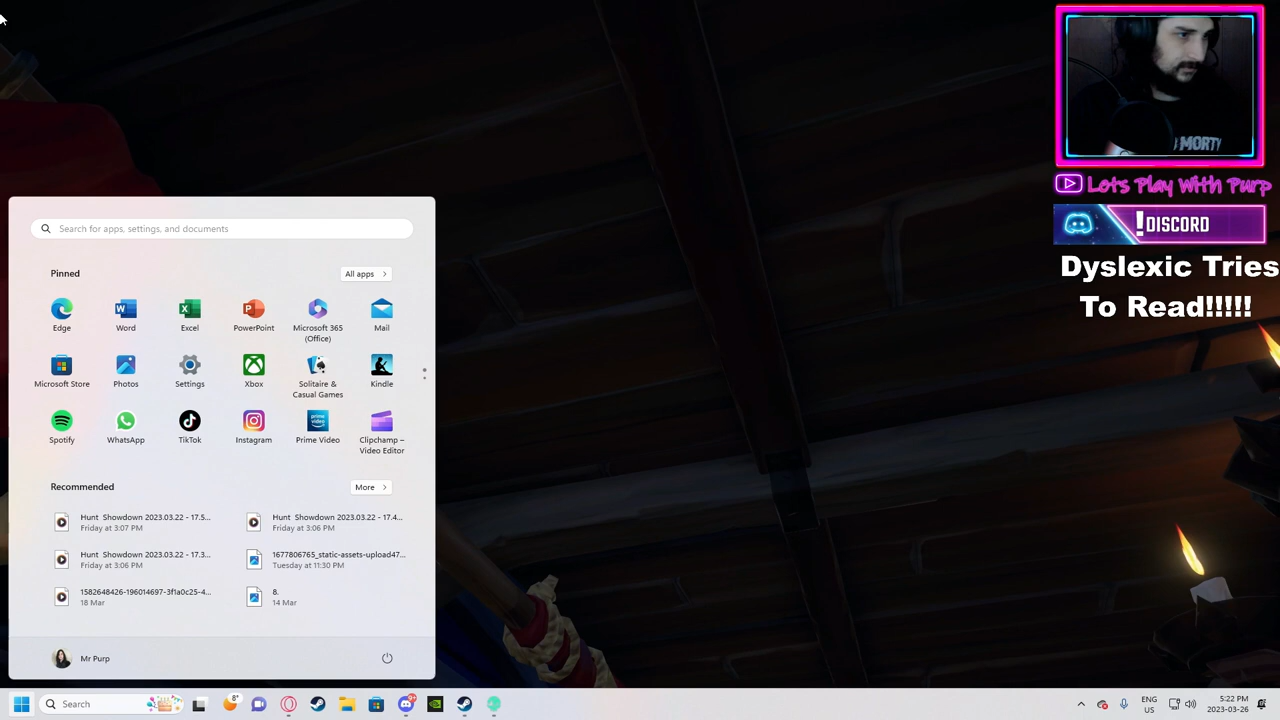 MORTY
Lets Play With Purp
!DISCORD
Dyslexic Tries
To Read!!!!!
Search for apps, settings, and documents
Pinned
All apps
Edge
Word
Excel
PowerPoint
Microsoft 365
(Office)
Mail
Microsoft Store
Photos
Settings
Xbox
Solitaire &
Casual Games
Kindle
Spotify
WhatsApp
TikTok
Instagram
prime
video
Prime Video
Clipchamp –
Video Editor
Recommended
More
Hunt  Showdown 2023.03.22 - 17.5...
Friday at 3:07 PM
Hunt  Showdown 2023.03.22 - 17.4...
Friday at 3:06 PM
Hunt  Showdown 2023.03.22 - 17.3...
Friday at 3:06 PM
1677806765_static-assets-upload47...
Tuesday at 11:30 PM
1582648426-196014697-3f1a0c25-4...
18 Mar
8.
14 Mar
Mr Purp
Search
8°
9+
ENG
US
5:22 PM
2023-03-26